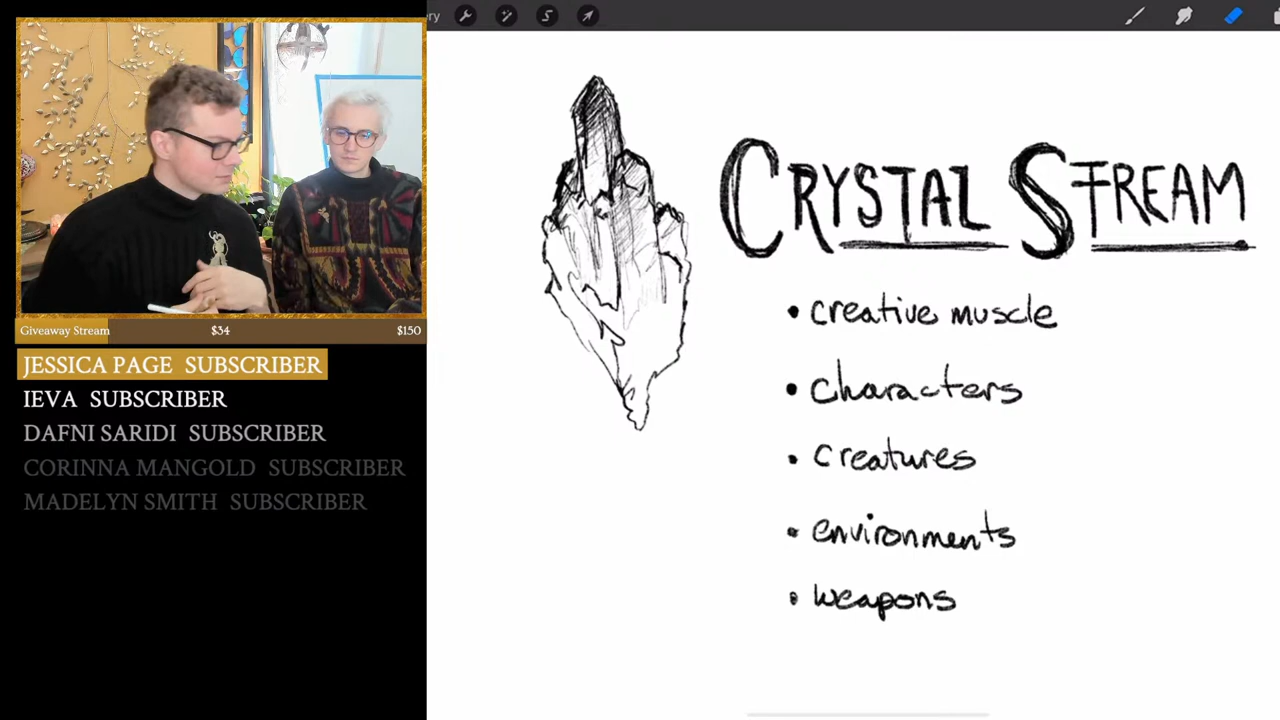 ry
Giveaway Stream $34 $150
JESSICA PAGE SUBSCRIBER
IEVA SUBSCRIBER
DAFNI SARIDI SUBSCRIBER
CORINNA MANGOLD SUBSCRIBER
MADELYN SMITH SUBSCRIBER
CRYSTAL STREAM
• creative muscle
• characters
• creatures
• environments
• weapons